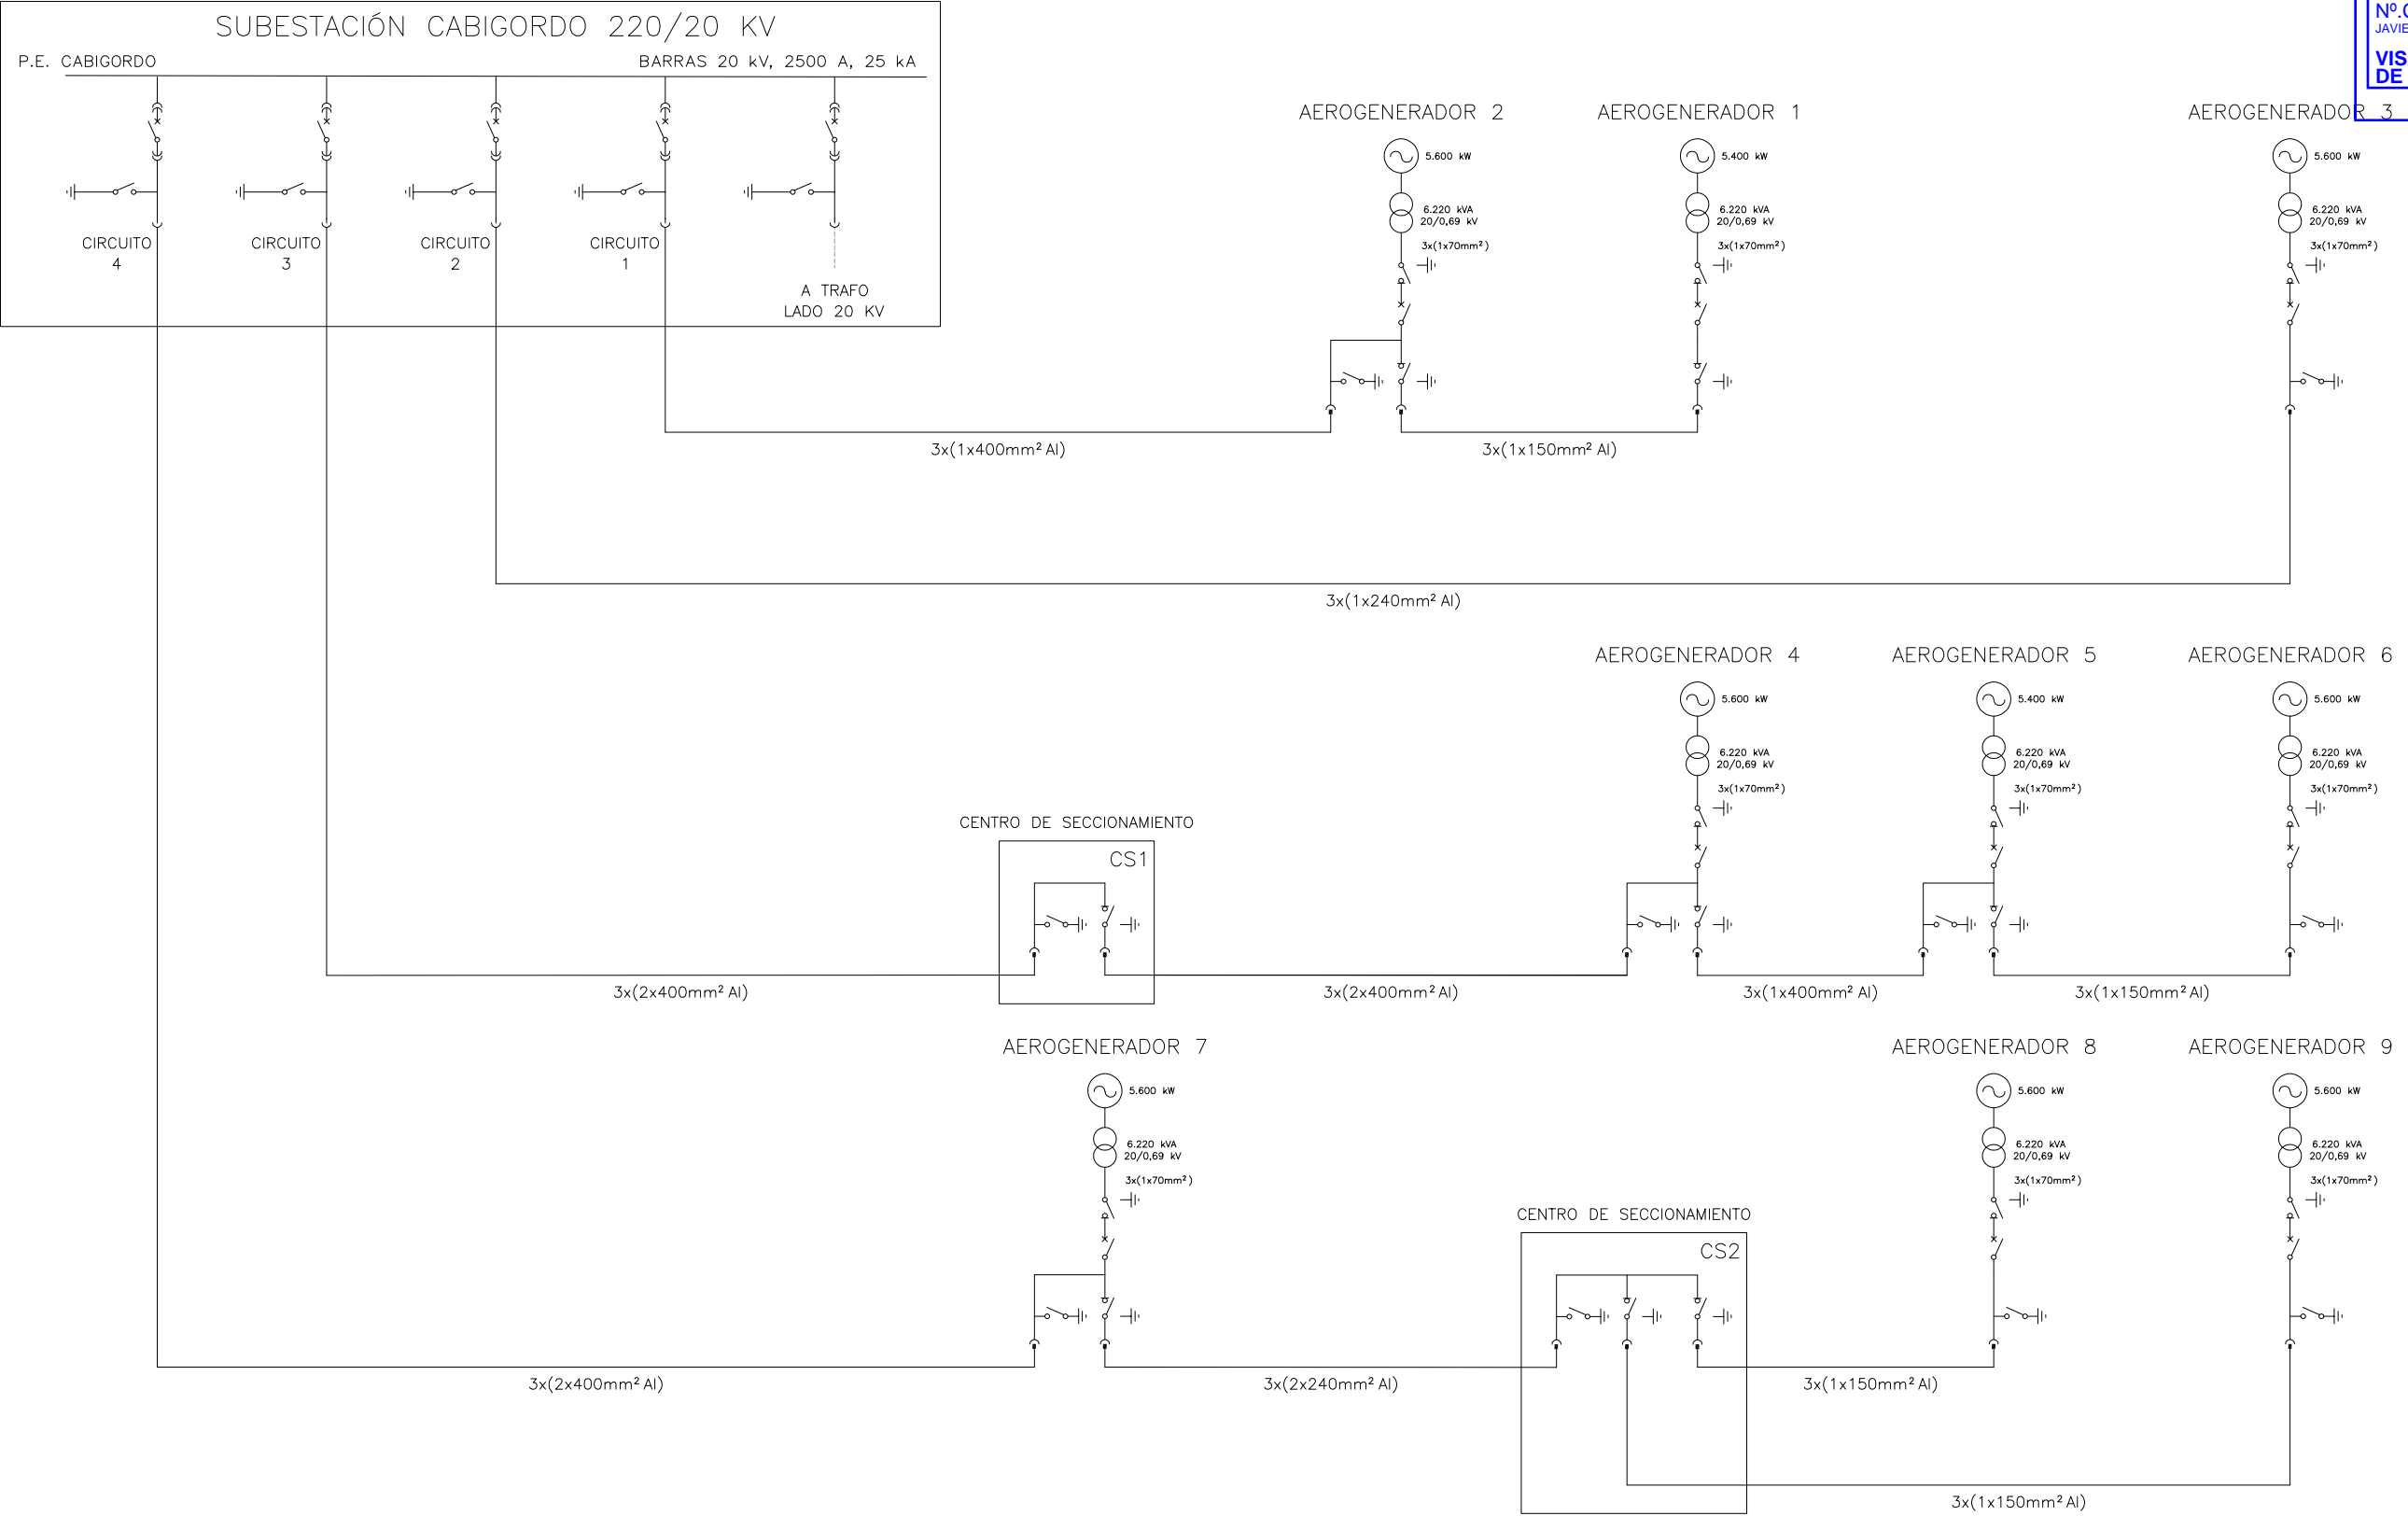 SUBESTACIÓN CABIGORDO 220/20 KV
P.E. CABIGORDO
BARRAS 20 kV, 2500 A, 25 kA
CIRCUITO
4
CIRCUITO
3
CIRCUITO
2
CIRCUITO
1
A TRAFO
LADO 20 KV
Nº.
VIS
DE
AEROGENERADOR 2
5.600 kW
6.220 kVA
20/0,69 kV
3x(1x70mm²)
AEROGENERADOR 1
5.400 kW
6.220 kVA
20/0,69 kV
3x(1x70mm²)
AEROGENERADOR 3
5.600 kW
6.220 kVA
20/0,69 kV
3x(1x70mm²)
3x(1x400mm² Al)
3x(1x150mm² Al)
3x(1x240mm² Al)
AEROGENERADOR 4
5.600 kW
6.220 kVA
20/0,69 kV
3x(1x70mm²)
AEROGENERADOR 5
5.400 kW
6.220 kVA
20/0,69 kV
3x(1x70mm²)
AEROGENERADOR 6
5.600 kW
6.220 kVA
20/0,69 kV
3x(1x70mm²)
CENTRO DE SECCIONAMIENTO
CS1
3x(2x400mm² Al)
3x(2x400mm² Al)
3x(1x400mm² Al)
3x(1x150mm² Al)
AEROGENERADOR 7
5.600 kW
6.220 kVA
20/0,69 kV
3x(1x70mm²)
AEROGENERADOR 8
5.600 kW
6.220 kVA
20/0,69 kV
3x(1x70mm²)
AEROGENERADOR 9
5.600 kW
6.220 kVA
20/0,69 kV
3x(1x70mm²)
CENTRO DE SECCIONAMIENTO
CS2
3x(2x400mm² Al)
3x(2x240mm² Al)
3x(1x150mm² Al)
3x(1x150mm² Al)